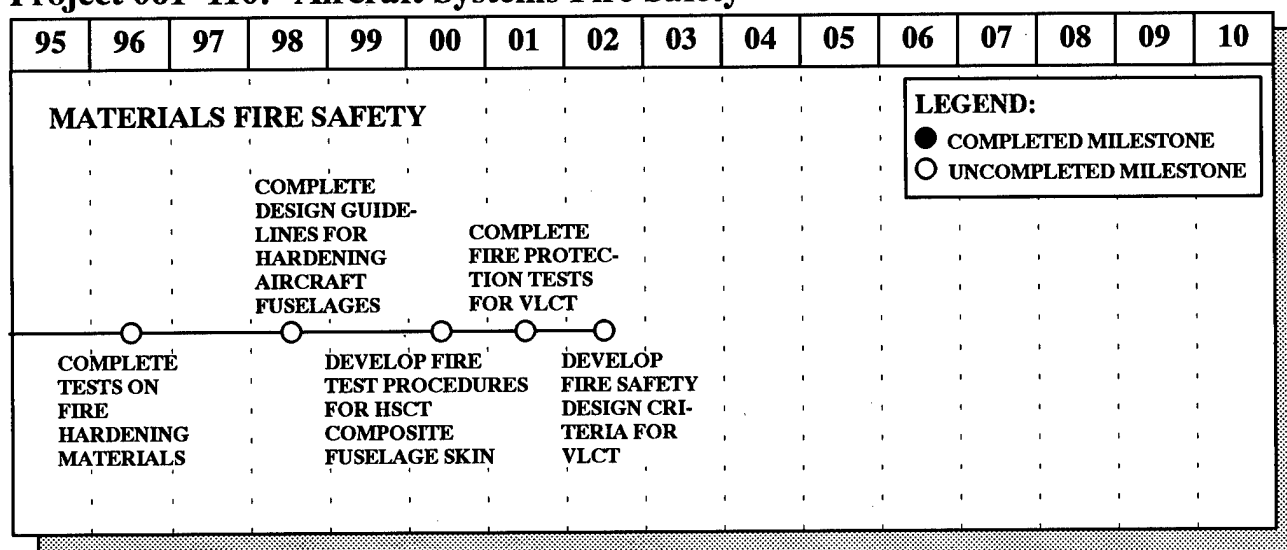 Project 001-110: Aircraft Systems Fire Safety
95 96 97 98 99 00 01 02 03 04 05 06 07 08 09 10
MATERIALS FIRE SAFETY
LEGEND:
COMPLETED MILESTONE
UNCOMPLETED MILESTONE
COMPLETE
DESIGN GUIDE-
LINES FOR
HARDENING
AIRCRAFT
FUSELAGES
COMPLETE
FIRE PROTEC-
TION TESTS
FOR VLCT
COMPLETE
TESTS ON
FIRE
HARDENING
MATERIALS
DEVELOP FIRE
TEST PROCEDURES
FOR HSCT
COMPOSITE
FUSELAGE SKIN
DEVELOP
FIRE SAFETY
DESIGN CRI-
TERIA FOR
VLCT